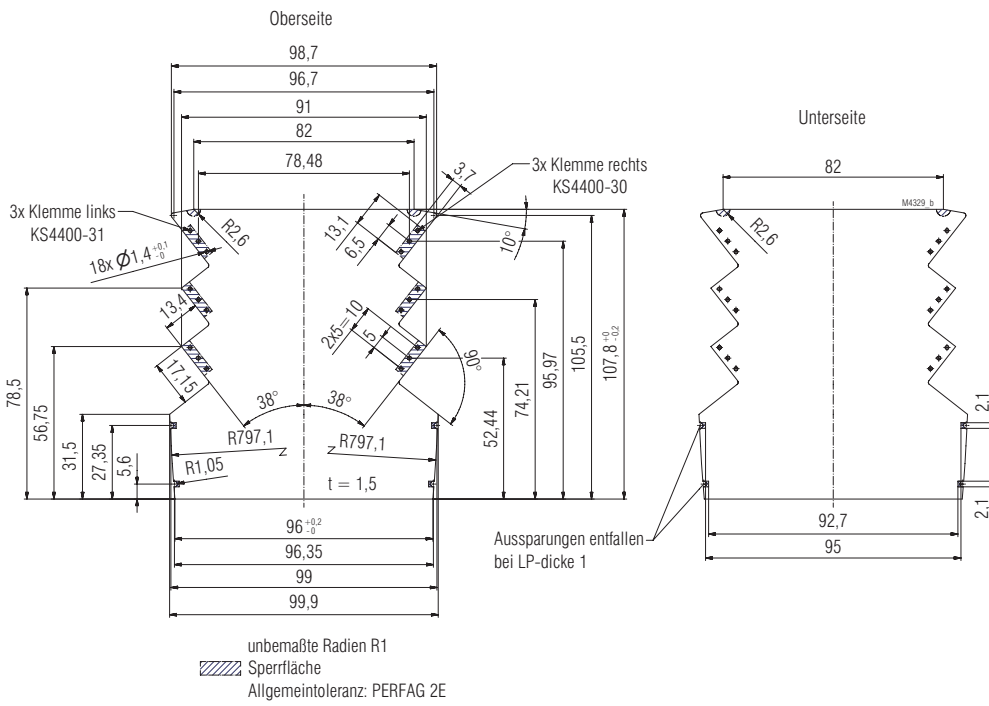 Oberseite
98,7
96,7
91
82
78,48
3,7
3x Klemme rechts
KS4400-30
3x Klemme links
KS4400-31
R2,6
18x Ø1,4 +0,1 -0
13,1
6,5
10°
13,4
2x5=10
5
90°
17,15
38°
38°
R797,1
R797,1
R1,05
t = 1,5
78,5
56,75
31,5
27,35
5,6
52,44
74,21
95,97
105,5
107,8 +0 -0,2
96 +0,2 -0
96,35
99
99,9
Unterseite
82
M4329_b
R2,6
2,1
2,1
Aussparungen entfallen
bei LP-dicke 1
92,7
95
unbemaßte Radien R1
Sperrfläche
Allgemeintoleranz: PERFAG 2E